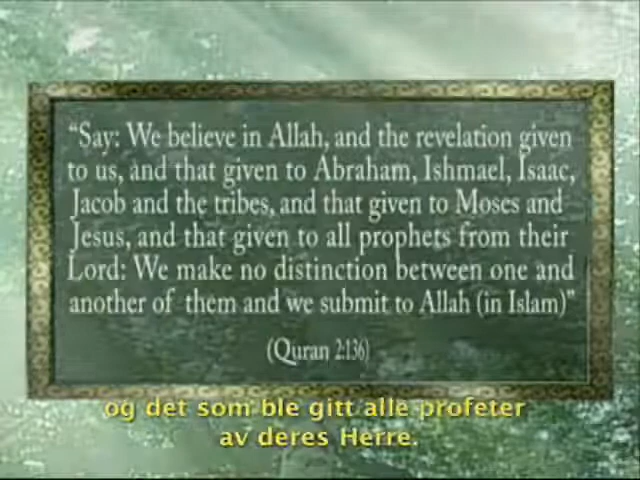 “Say: We believe in Allah, and the revelation given
to us, and that given to Abraham, Ishmael, Isaac,
Jacob and the tribes, and that given to Moses and
Jesus, and that given to all prophets from their
Lord: We make no distinction between one and
another of them and we submit to Allah (in Islam)”
(Quran 2:136)
og det som ble gitt alle profeter
av deres Herre.